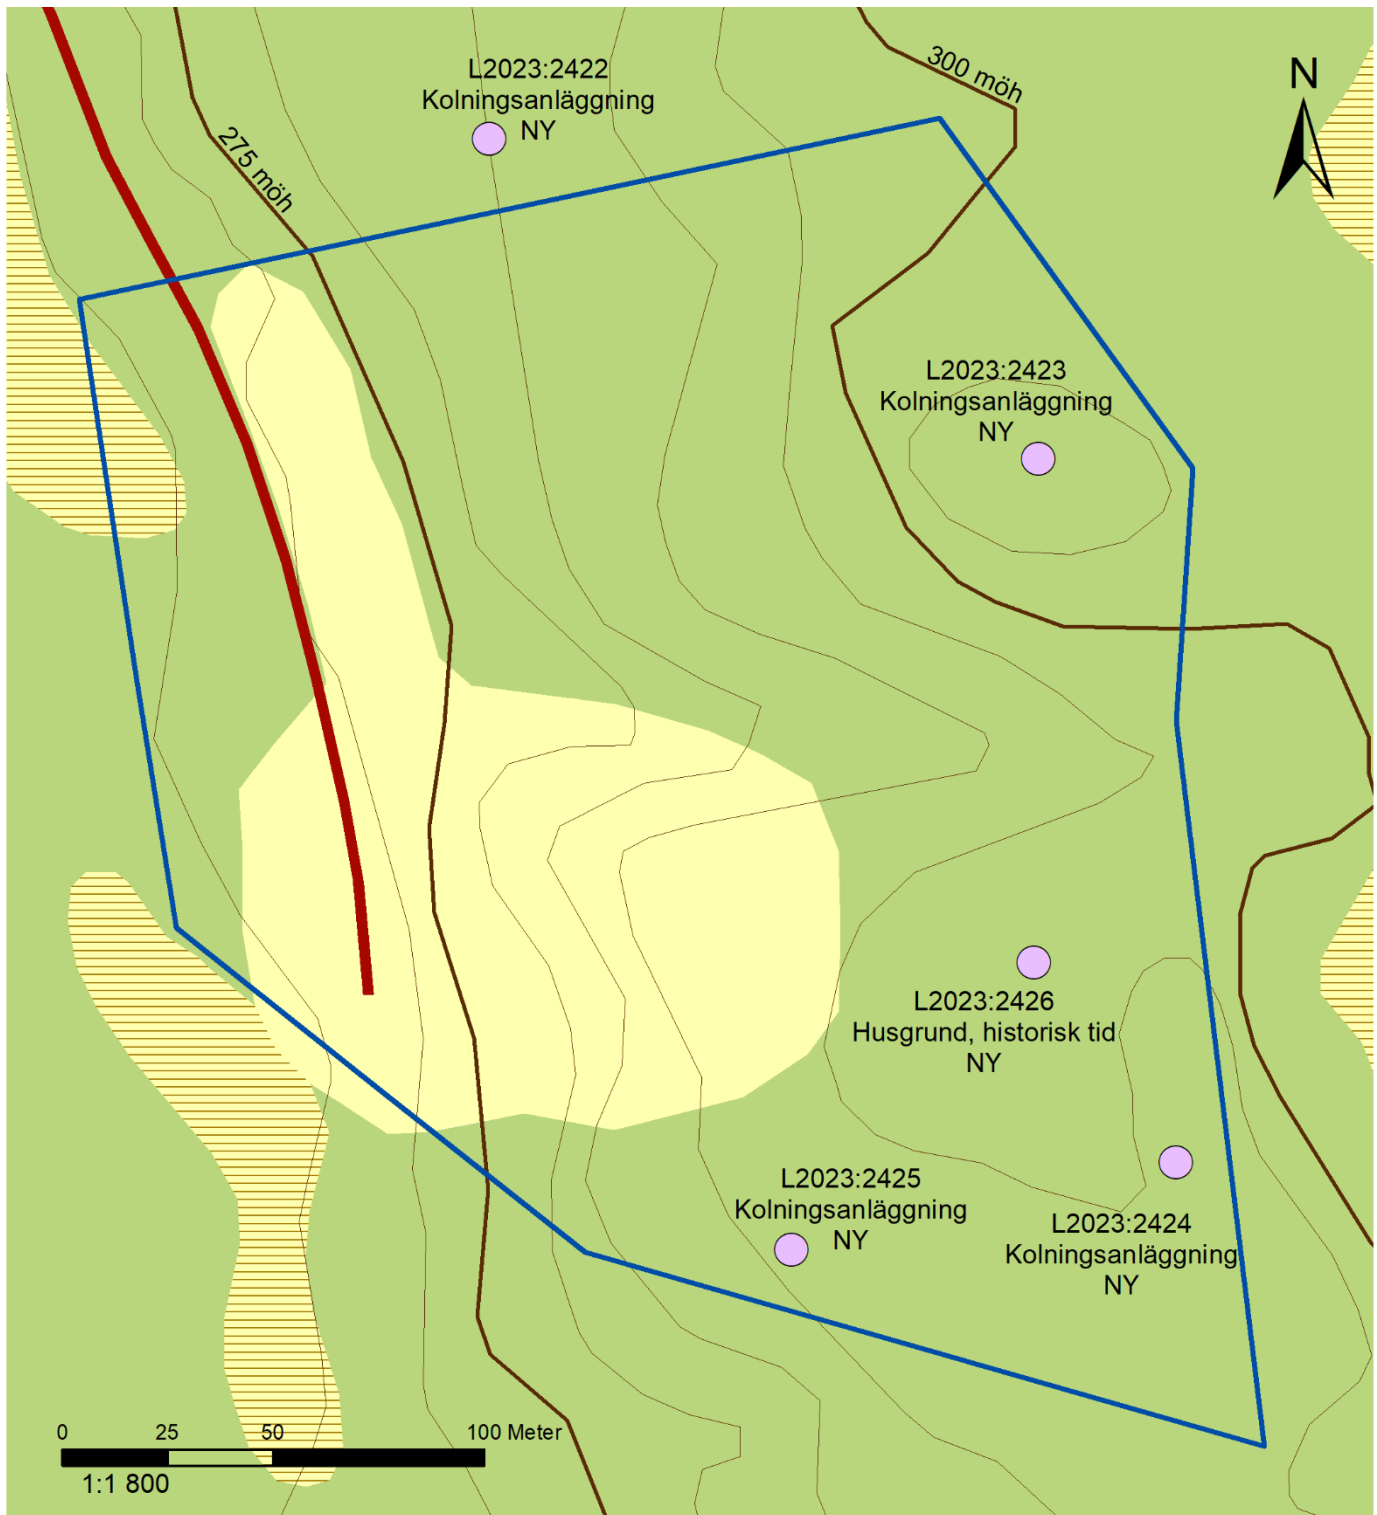 300 möh
N
L2023:2422
Kolningsanläggning
NY
275 möh
L2023:2423
Kolningsanläggning
NY
L2023:2426
Husgrund, historisk tid
NY
L2023:2425
Kolningsanläggning
NY
L2023:2424
Kolningsanläggning
NY
0 25 50 100 Meter
1:1 800